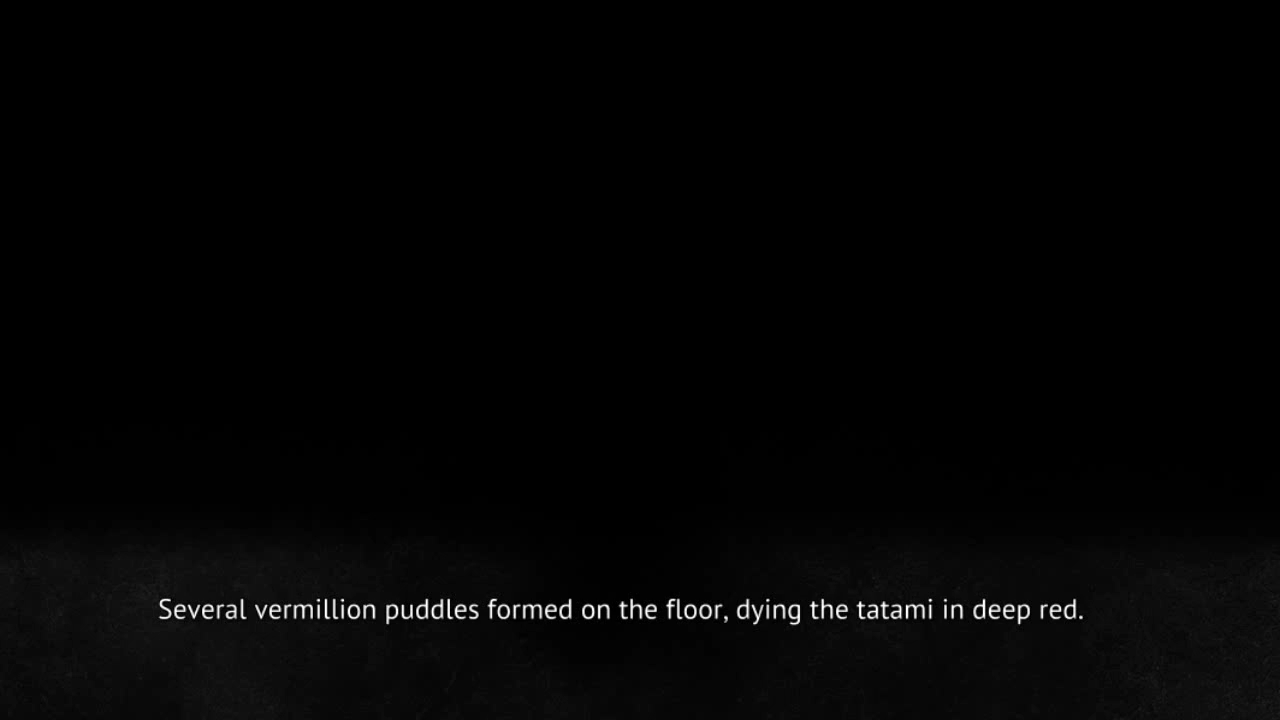 Several vermillion puddles formed on the floor, dying the tatami in deep red.